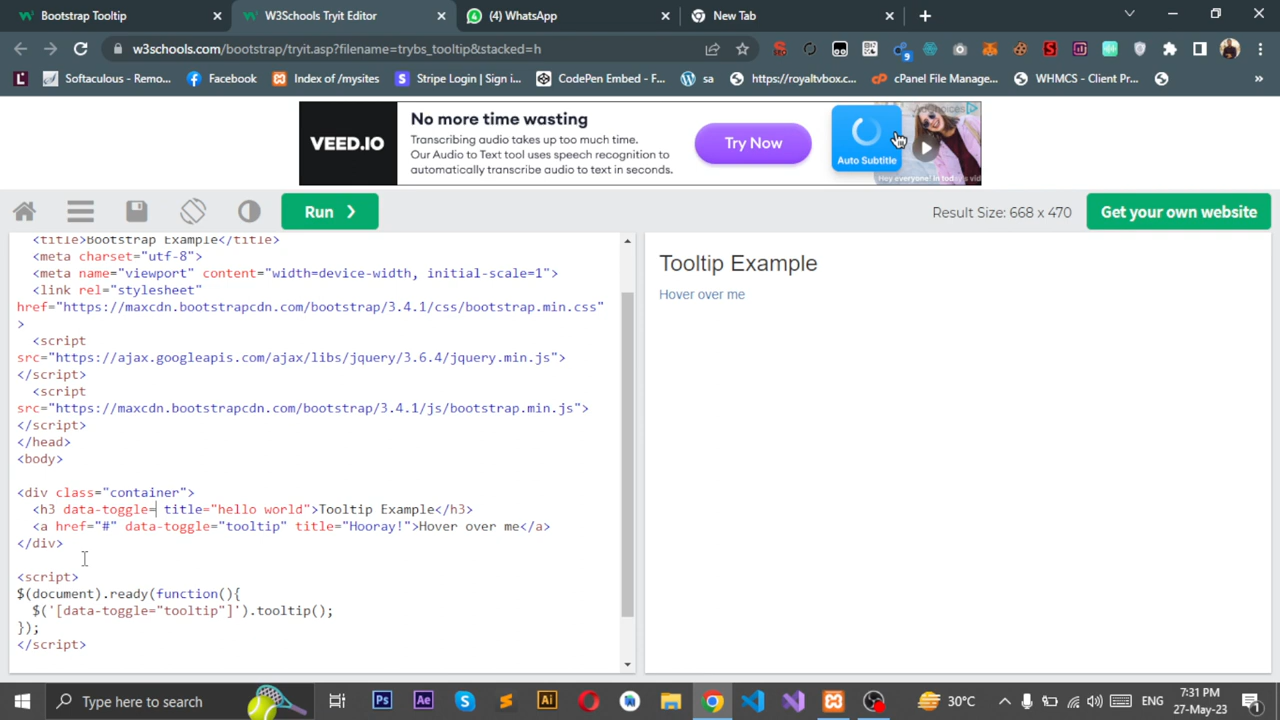 Bootstrap Tooltip
W3Schools Tryit Editor
(4) WhatsApp
New Tab
w3schools.com/bootstrap/tryit.asp?filename=trybs_tooltip&stacked=h
9
Softaculous - Remo...
Facebook
Index of /mysites
Stripe Login | Sign i...
CodePen Embed - F...
sa
https://royaltvbox.c...
cPanel File Manage...
WHMCS - Client Pr...
»
VEED.IO
No more time wasting
Transcribing audio takes up too much time.
Our Audio to Text tool uses speech recognition to
automatically transcribe audio to text in seconds.
Try Now
Auto Subtitle
Run ❯
Result Size: 668 x 470
Get your own website
<title>Bootstrap Example</title>
<meta charset="utf-8">
<meta name="viewport" content="width=device-width, initial-scale=1">
<link rel="stylesheet"
href="https://maxcdn.bootstrapcdn.com/bootstrap/3.4.1/css/bootstrap.min.css"
>
<script
src="https://ajax.googleapis.com/ajax/libs/jquery/3.6.4/jquery.min.js">
</script>
<script
src="https://maxcdn.bootstrapcdn.com/bootstrap/3.4.1/js/bootstrap.min.js">
</script>
</head>
<body>
<div class="container">
<h3 data-toggle= title="hello world">Tooltip Example</h3>
<a href="#" data-toggle="tooltip" title="Hooray!">Hover over me</a>
</div>
<script>
$(document).ready(function(){
$('[data-toggle="tooltip"]').tooltip();
});
</script>
Tooltip Example
Hover over me
Type here to search
30°C
ENG
7:31 PM
27-May-23